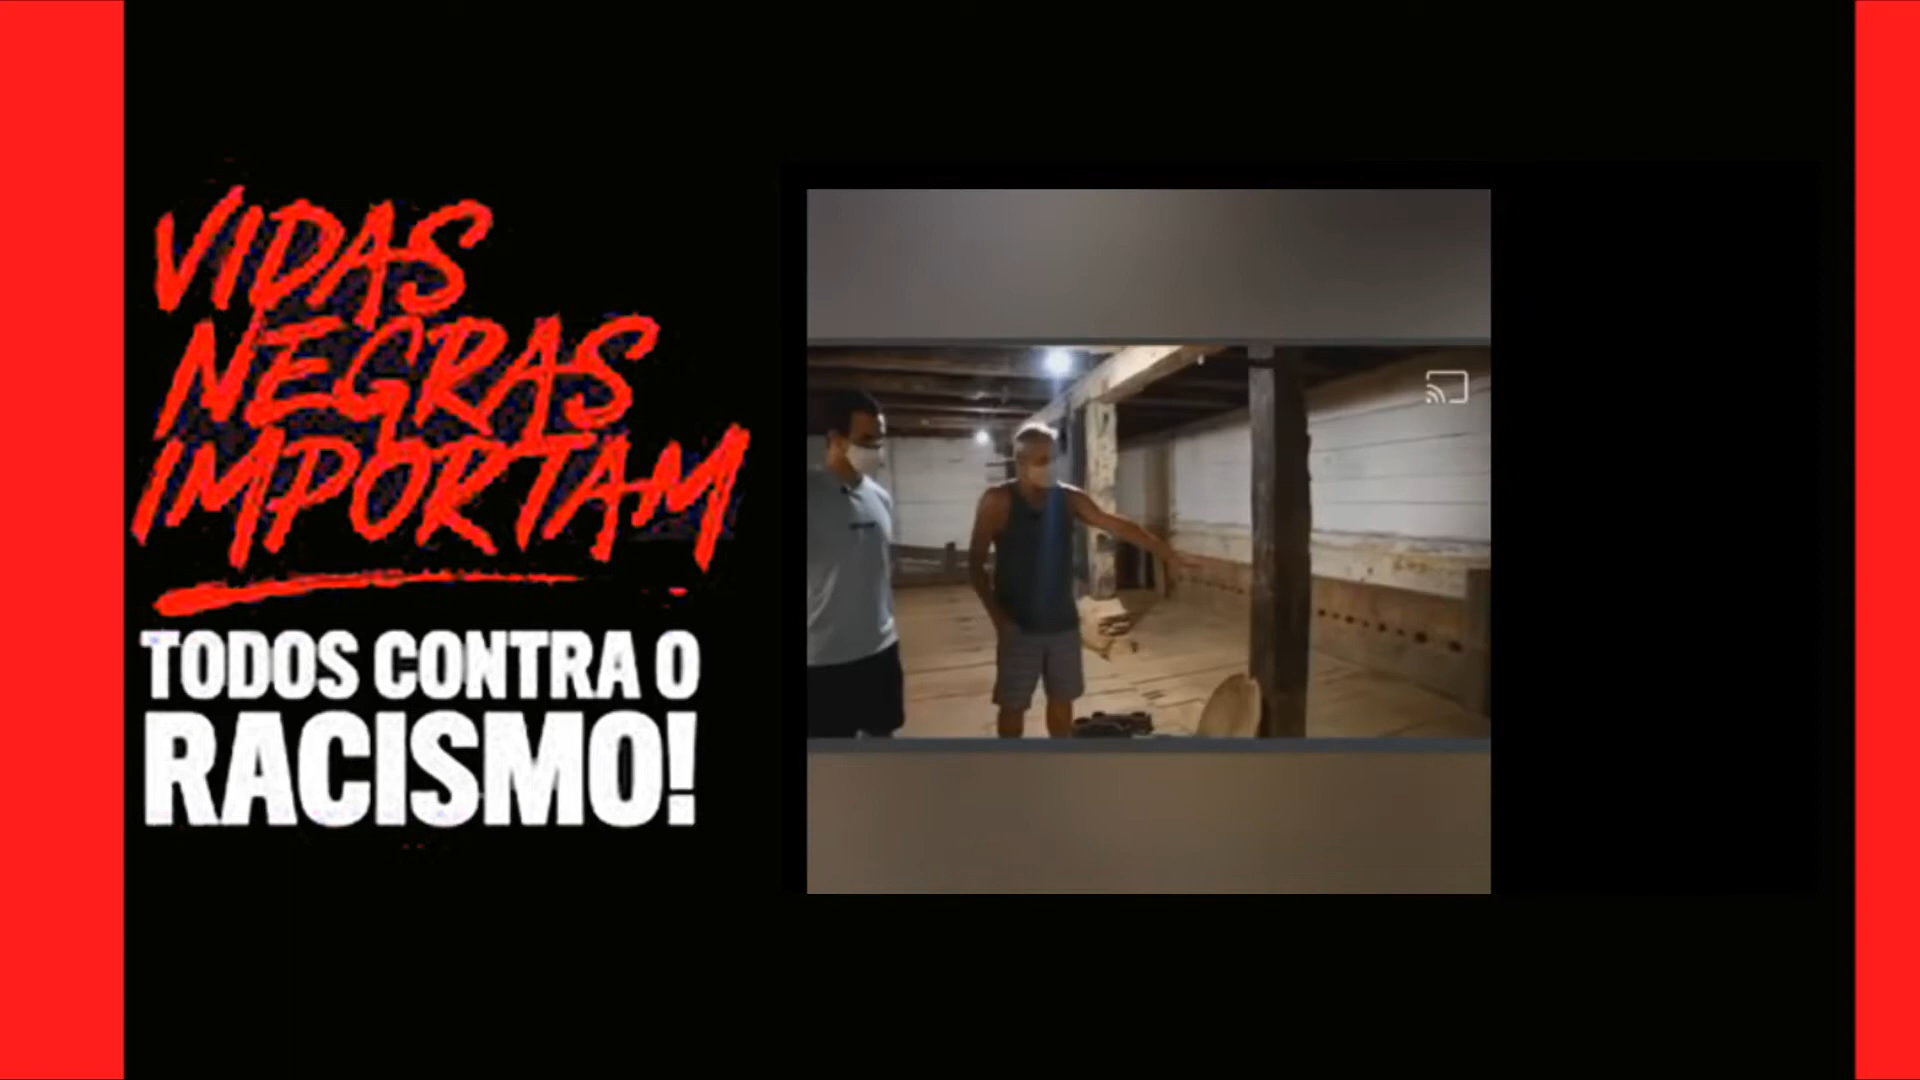 VIDAS
NEGRAS
IMPORTAM
TODOS CONTRA O
RACISMO!